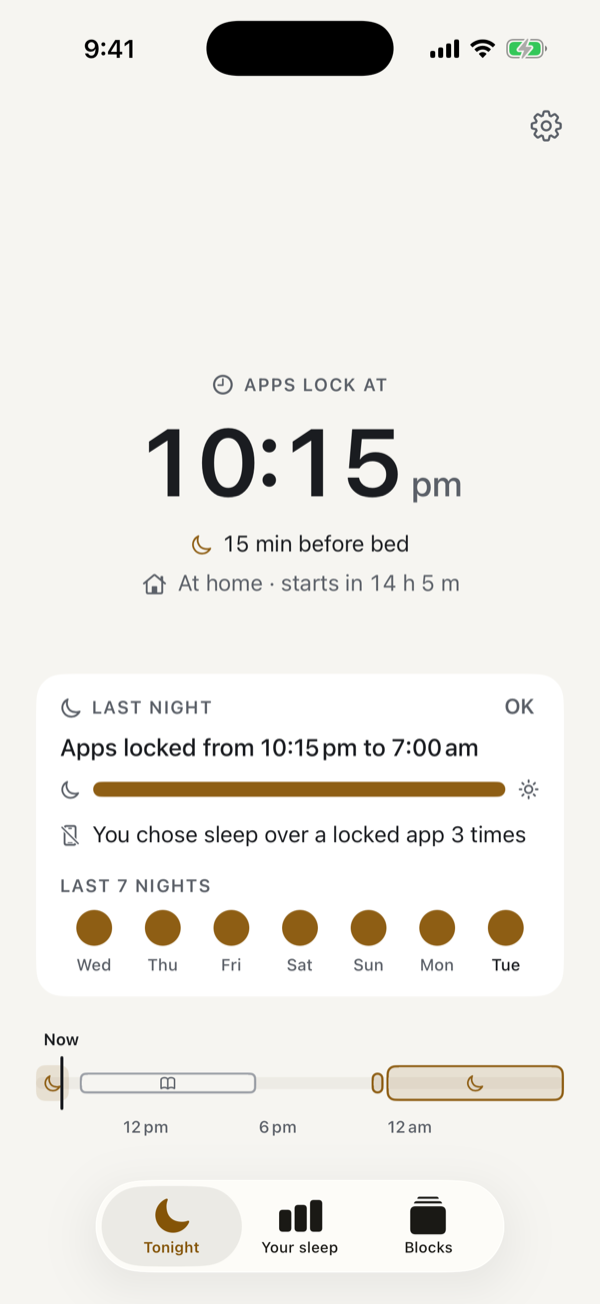 9:41
APPS LOCK AT
10:15 pm
15 min before bed
At home · starts in 14 h 5 m
LAST NIGHT
OK
Apps locked from 10:15 pm to 7:00 am
You chose sleep over a locked app 3 times
LAST 7 NIGHTS
Wed Thu Fri Sat Sun Mon Tue
Now
12 pm 6 pm 12 am
Tonight Your sleep Blocks